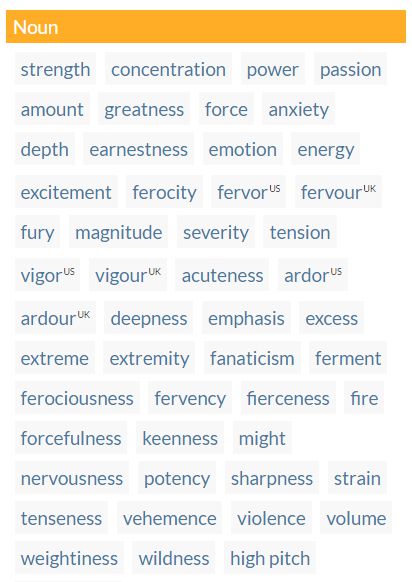 Noun
strength concentration power passion
amount greatness force anxiety
depth earnestness emotion energy
excitement ferocity fervor US fervour UK
fury magnitude severity tension
vigor US vigour UK acuteness ardor US
ardour UK deepness emphasis excess
extreme extremity fanaticism ferment
ferociousness fervency fierceness fire
forcefulness keenness might
nervousness potency sharpness strain
tenseness vehemence violence volume
weightiness wildness high pitch